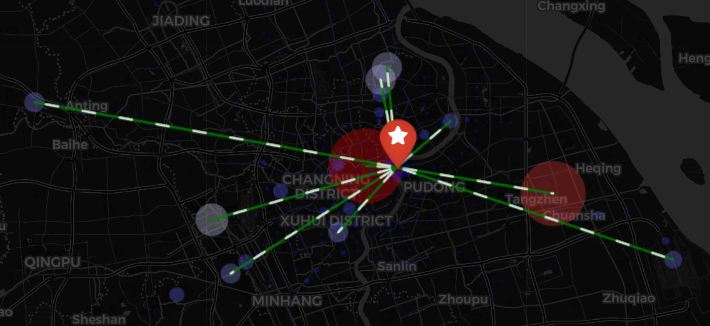 Luodian
Changxing
JIADING
Heng
Anting
Baihe
Heqing
CHANGNING
DISTRICT
PUDONG
Tangzhen
Chuansha
XUHUI DISTRICT
QINGPU
Sanlin
MINHANG
Zhoupu
Zhuqiao
Sheshan